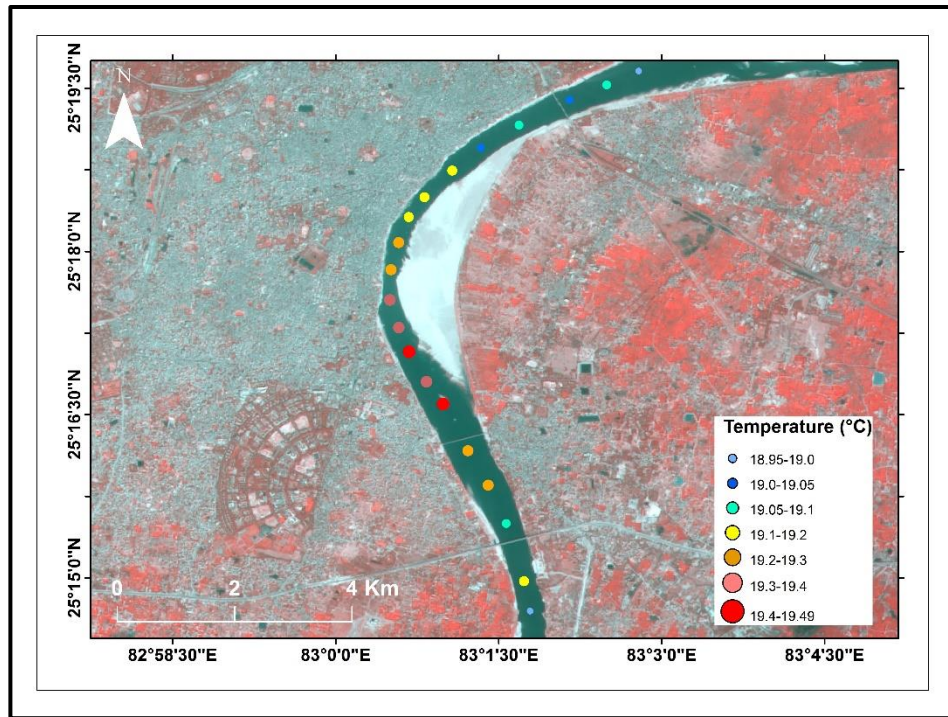 N
25°19'30"N
25°18'0"N
25°16'30"N
25°15'0"N
Temperature (°C)
18.95-19.0
19.0-19.05
19.05-19.1
19.1-19.2
19.2-19.3
19.3-19.4
19.4-19.49
0 2 4 Km
82°58'30"E 83°0'0"E 83°1'30"E 83°3'0"E 83°4'30"E